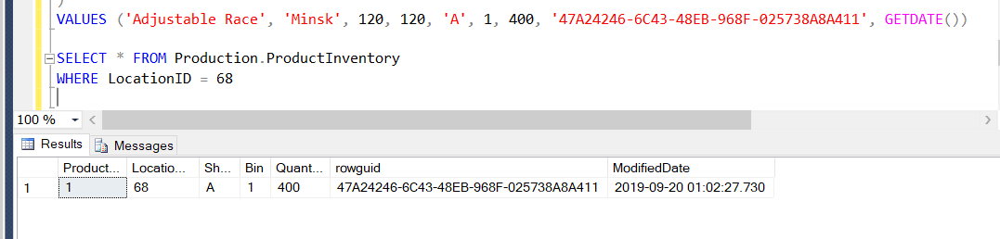 )
VALUES ('Adjustable Race', 'Minsk', 120, 120, 'A', 1, 400, '47A24246-6C43-48EB-968F-025738A8A411', GETDATE())
SELECT * FROM Production.ProductInventory
WHERE LocationID = 68
100 %
Results Messages
Product... Locatio... Sh... Bin Quant... rowguid ModifiedDate
1 1 68 A 1 400 47A24246-6C43-48EB-968F-025738A8A411 2019-09-20 01:02:27.730